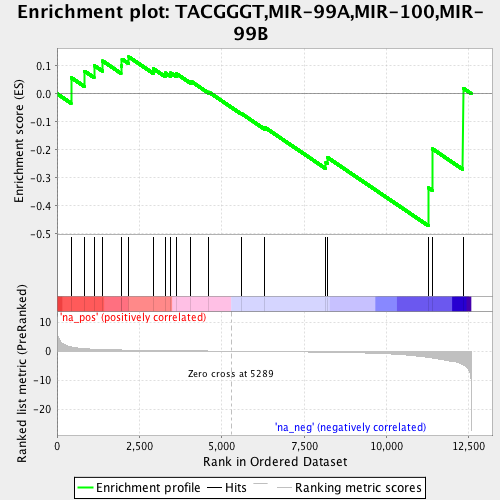 Enrichment plot: TACGGGT,MIR-99A,MIR-100,MIR-
99B
Enrichment score (ES)
0.1
0.0
-0.1
-0.2
-0.3
-0.4
-0.5
'na_pos' (positively correlated)
Ranked list metric (PreRanked)
10
5
0
-5
-10
-15
-20
Zero cross at 5289
'na_neg' (negatively correlated)
0
2,500
5,000
7,500
10,000
12,500
Rank in Ordered Dataset
Enrichment profile
Hits
Ranking metric scores